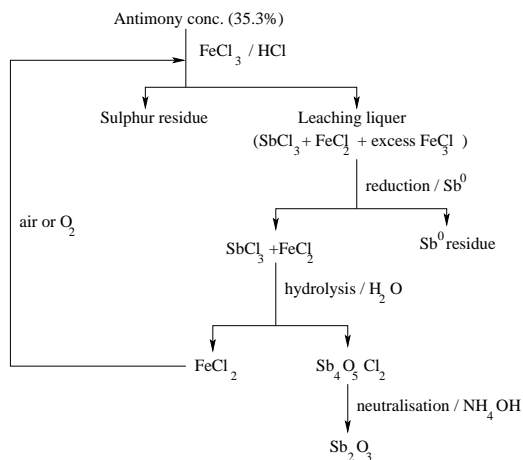 Antimony conc. (35.3%)
FeCl3 / HCl
Sulphur residue
Leaching liquer
(SbCl3 + FeCl2 + excess FeCl3 )
reduction / Sb0
air or O2
SbCl3 +FeCl2
Sb0 residue
hydrolysis / H2O
FeCl2
Sb4O5Cl2
neutralisation / NH4OH
Sb2O3